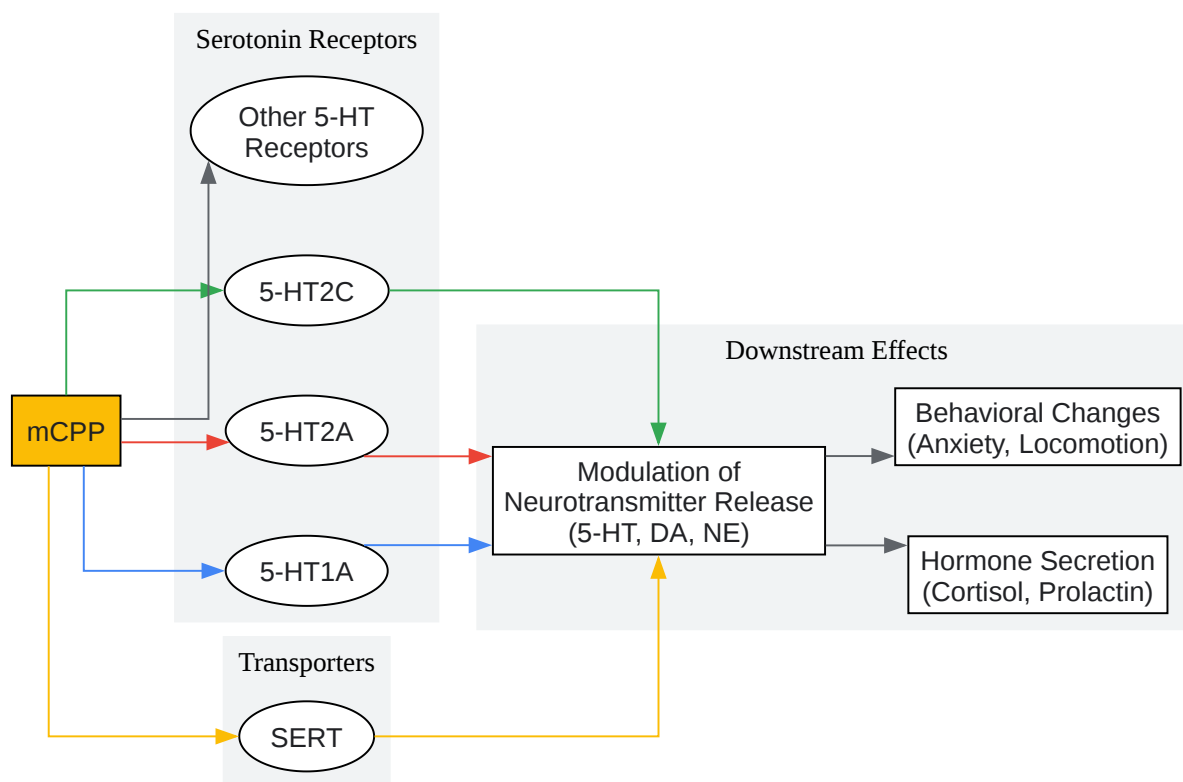 Serotonin Receptors
Other 5-HT
Receptors
5-HT2C
Downstream Effects
mCPP
5-HT2A
Behavioral Changes
(Anxiety, Locomotion)
Modulation of
Neurotransmitter Release
(5-HT, DA, NE)
5-HT1A
Hormone Secretion
(Cortisol, Prolactin)
Transporters
SERT